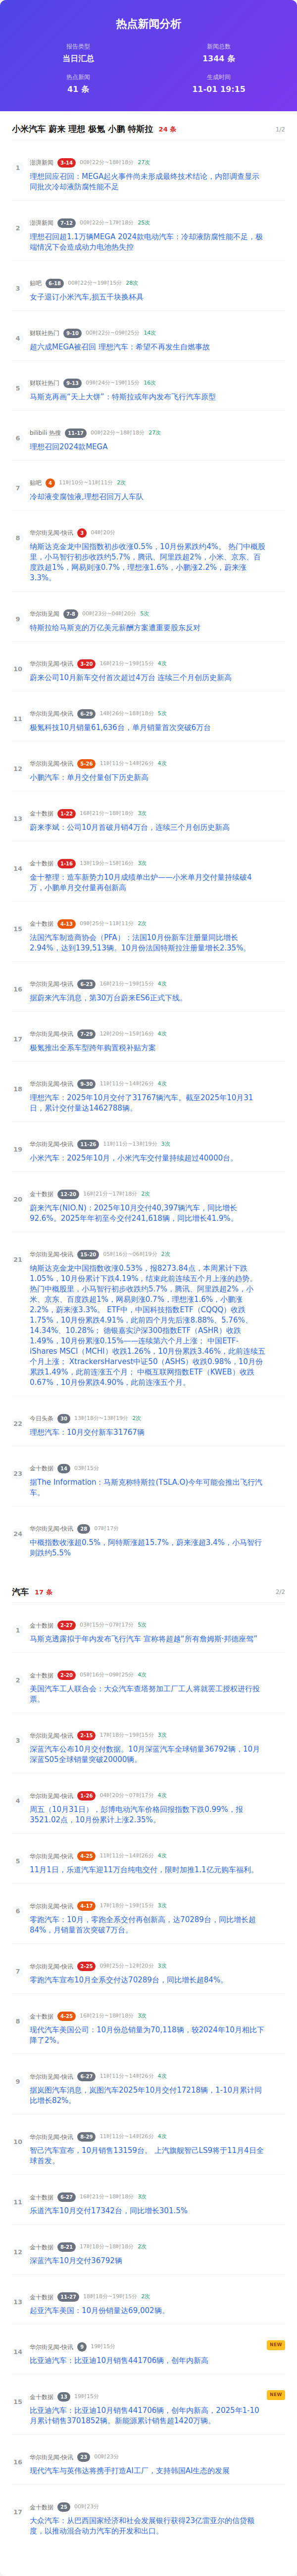 热点新闻分析
报告类型
新闻总数
当日汇总
1344 条
热点新闻
生成时间
41 条
11-01 19:15
小米汽车 蔚来 理想 极氪 小鹏 特斯拉 24 条 1/2
1
澎湃新闻 3-14 00时22分~18时18分 27次
理想回应召回：MEGA起火事件尚未形成最终技术结论，内部调查显示
同批次冷却液防腐性能不足
2
澎湃新闻 7-12 00时22分~17时18分 25次
理想召回超1.1万辆MEGA 2024款电动汽车：冷却液防腐性能不足，极
端情况下会造成动力电池热失控
3
贴吧 6-18 00时22分~19时15分 28次
女子退订小米汽车,损五千块换杯具
4
财联社热门 9-10 00时22分~09时25分 14次
超六成MEGA被召回 理想汽车：希望不再发生自燃事故
5
财联社热门 9-13 09时24分~19时15分 16次
马斯克再画“天上大饼”：特斯拉或年内发布飞行汽车原型
6
bilibili 热搜 11-17 00时22分~18时18分 27次
理想召回2024款MEGA
7
贴吧 4 11时10分~11时11分 2次
冷却液变腐蚀液,理想召回万人车队
8
华尔街见闻-快讯 3 04时20分
纳斯达克金龙中国指数初步收涨0.5%，10月份累跌约4%。 热门中概股
里，小马智行初步收跌约5.7%，腾讯、阿里跌超2%，小米、京东、百
度跌超1%，网易则涨0.7%，理想涨1.6%，小鹏涨2.2%，蔚来涨
3.3%。
9
华尔街见闻 7-8 00时23分~04时20分 5次
特斯拉给马斯克的万亿美元薪酬方案遭重要股东反对
10
华尔街见闻-快讯 3-20 16时21分~19时15分 4次
蔚来公司10月新车交付首次超过4万台 连续三个月创历史新高
11
华尔街见闻-快讯 6-29 14时26分~18时18分 5次
极氪科技10月销量61,636台，单月销量首次突破6万台
12
华尔街见闻-快讯 5-26 11时11分~14时26分 4次
小鹏汽车：单月交付量创下历史新高
13
金十数据 1-22 16时21分~18时18分 3次
蔚来李斌：公司10月首破月销4万台，连续三个月创历史新高
14
金十数据 1-16 13时19分~15时16分 3次
金十整理：造车新势力10月成绩单出炉——小米单月交付量持续破4
万，小鹏单月交付量再创新高
15
金十数据 4-13 09时25分~11时11分 2次
法国汽车制造商协会（PFA）：法国10月份新车注册量同比增长
2.94%，达到139,513辆。10月份法国特斯拉注册量增长2.35%。
16
华尔街见闻-快讯 6-23 16时21分~19时15分 4次
据蔚来汽车消息，第30万台蔚来ES6正式下线。
17
华尔街见闻-快讯 7-29 12时20分~15时16分 4次
极氪推出全系车型跨年购置税补贴方案
18
华尔街见闻-快讯 9-30 11时11分~14时26分 4次
理想汽车：2025年10月交付了31767辆汽车。截至2025年10月31
日，累计交付量达1462788辆。
19
华尔街见闻-快讯 11-26 11时11分~13时19分 3次
小米汽车：2025年10月，小米汽车交付量持续超过40000台。
20
金十数据 12-20 16时21分~17时18分 2次
蔚来汽车(NIO.N)：2025年10月交付40,397辆汽车，同比增长
92.6%。2025年年初至今交付241,618辆，同比增长41.9%。
21
华尔街见闻-快讯 15-20 05时16分~06时19分 2次
纳斯达克金龙中国指数收涨0.53%，报8273.84点，本周累计下跌
1.05%，10月份累计下跌4.19%，结束此前连续五个月上涨的趋势。
热门中概股里，小马智行初步收跌约5.7%，腾讯、阿里跌超2%，小
米、京东、百度跌超1%，网易则涨0.7%，理想涨1.6%，小鹏涨
2.2%，蔚来涨3.3%。 ETF中，中国科技指数ETF（CQQQ）收跌
1.75%，10月份累跌4.91%，此前四个月先后涨8.88%、5.76%、
14.34%、10.28%； 德银嘉实沪深300指数ETF（ASHR）收跌
1.49%，10月份累涨0.15%——连续第六个月上涨； 中国ETF-
iShares MSCI（MCHI）收跌1.26%，10月份累跌3.46%，此前连续五
个月上涨； XtrackersHarvest中证50（ASHS）收跌0.98%，10月份
累跌1.49%，此前连涨五个月； 中概互联网指数ETF（KWEB）收跌
0.67%，10月份累跌4.90%，此前连涨五个月。
22
今日头条 30 13时18分~13时19分 2次
理想汽车：10月交付新车31767辆
23
金十数据 14 03时15分
据The Information：马斯克称特斯拉(TSLA.O)今年可能会推出飞行汽
车。
24
华尔街见闻-快讯 28 07时17分
中概指数收涨超0.5%，阿特斯涨超15.7%，蔚来涨超3.4%，小马智行
则跌约5.5%
汽车 17 条 2/2
1
金十数据 2-27 03时15分~07时17分 5次
马斯克透露拟于年内发布飞行汽车 宣称将超越“所有詹姆斯·邦德座驾”
2
金十数据 2-20 05时16分~09时25分 4次
美国汽车工人联合会：大众汽车查塔努加工厂工人将就罢工授权进行投
票。
3
华尔街见闻-快讯 2-15 17时18分~19时15分 3次
深蓝汽车公布10月交付数据。10月深蓝汽车全球销量36792辆，10月
深蓝S05全球销量突破20000辆。
4
华尔街见闻-快讯 1-26 04时20分~07时17分 4次
周五（10月31日），彭博电动汽车价格回报指数下跌0.99%，报
3521.02点，10月份累计上涨2.35%。
5
华尔街见闻-快讯 4-25 11时11分~14时26分 4次
11月1日，乐道汽车迎11万台纯电交付，限时加推1.1亿元购车福利。
6
华尔街见闻-快讯 4-17 17时18分~19时15分 3次
零跑汽车：10月，零跑全系交付再创新高，达70289台，同比增长超
84%，月销量首次突破7万台。
7
华尔街见闻-快讯 2-25 09时25分~12时20分 3次
零跑汽车宣布10月全系交付达70289台，同比增长超84%。
8
金十数据 4-25 16时21分~18时18分 3次
现代汽车美国公司：10月份总销量为70,118辆，较2024年10月相比下
降了2%。
9
华尔街见闻-快讯 6-27 11时11分~14时26分 4次
据岚图汽车消息，岚图汽车2025年10月交付17218辆，1-10月累计同
比增长82%。
10
华尔街见闻-快讯 8-29 11时11分~14时26分 4次
智己汽车宣布，10月销售13159台。 上汽旗舰智己LS9将于11月4日全
球首发。
11
金十数据 6-27 16时21分~18时18分 3次
乐道汽车10月交付17342台，同比增长301.5%
12
金十数据 8-21 17时18分~18时18分 2次
深蓝汽车10月交付36792辆
13
金十数据 11-27 18时18分~19时15分 2次
起亚汽车美国：10月份销量达69,002辆。
14
华尔街见闻-快讯 9 19时15分 NEW
比亚迪汽车：比亚迪10月销售441706辆，创年内新高
15
金十数据 13 19时15分 NEW
比亚迪汽车：比亚迪10月销售441706辆，创年内新高，2025年1-10
月累计销售3701852辆。新能源累计销售超1420万辆。
16
华尔街见闻-快讯 23 00时23分
现代汽车与英伟达将携手打造AI工厂，支持韩国AI生态的发展
17
金十数据 25 00时23分
大众汽车：从巴西国家经济和社会发展银行获得23亿雷亚尔的信贷额
度，以推动混合动力汽车的开发和出口。